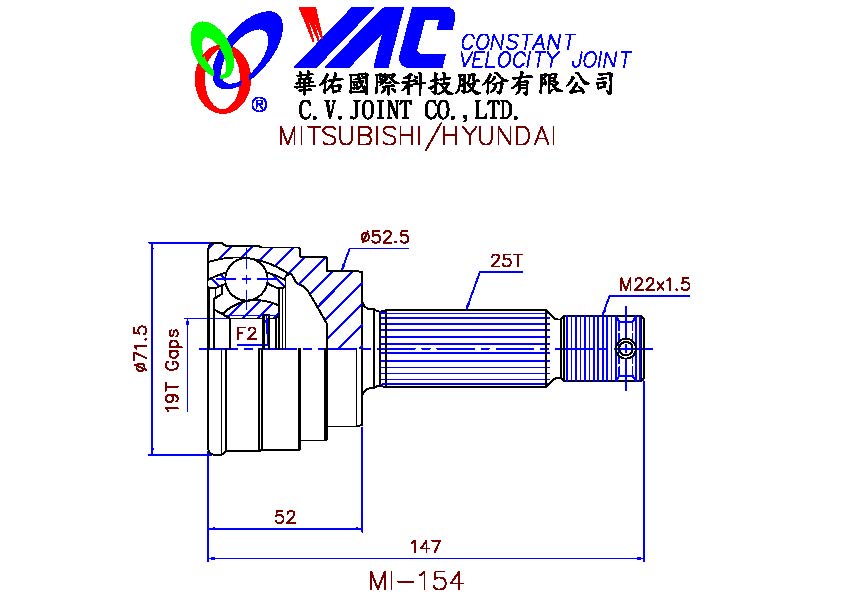 YAC CONSTANT
VELOCITY JOINT
華佑國際科技股份有限公司
®
C.V.JOINT CO.,LTD.
MITSUBISHI/HYUNDAI
ø52.5
25T
M22x1.5
ø71.5
19T Gaps
F2
52
147
MI-154